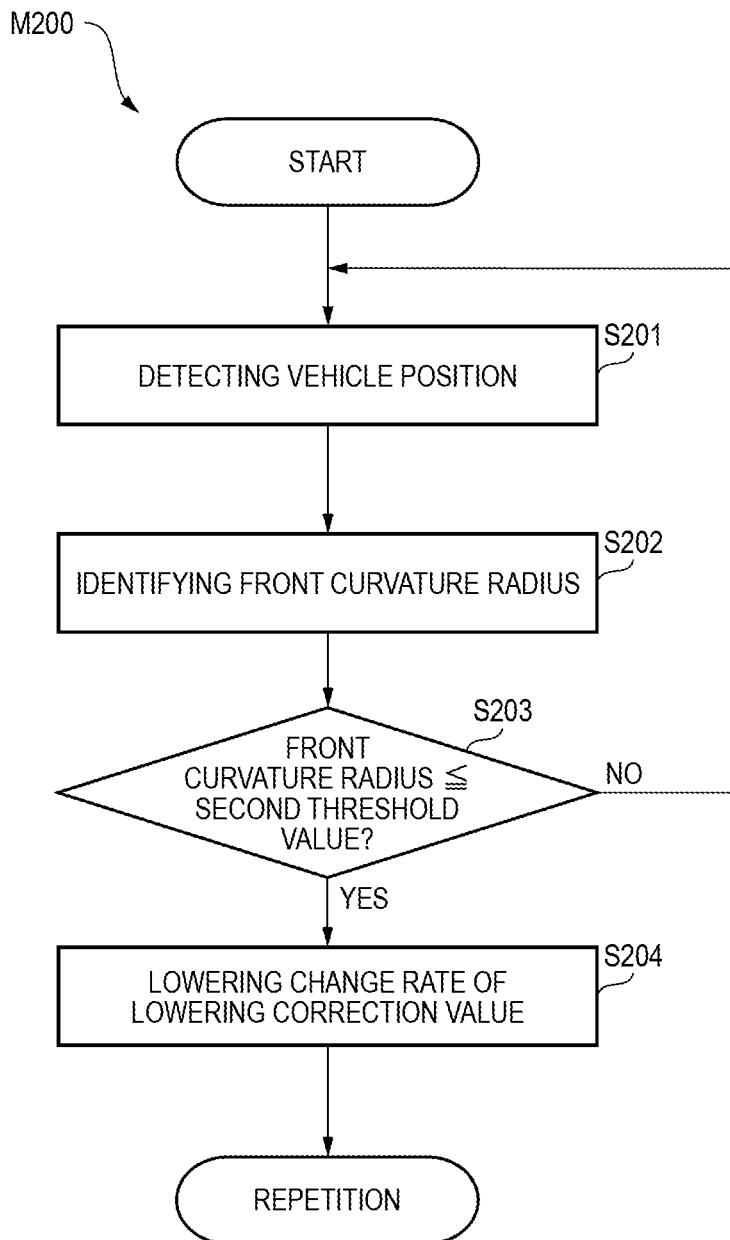 M200
START
S201
DETECTING VEHICLE POSITION
S202
IDENTIFYING FRONT CURVATURE RADIUS
S203
FRONT
CURVATURE RADIUS ≦
SECOND THRESHOLD
VALUE?
NO
YES
S204
LOWERING CHANGE RATE OF
LOWERING CORRECTION VALUE
REPETITION